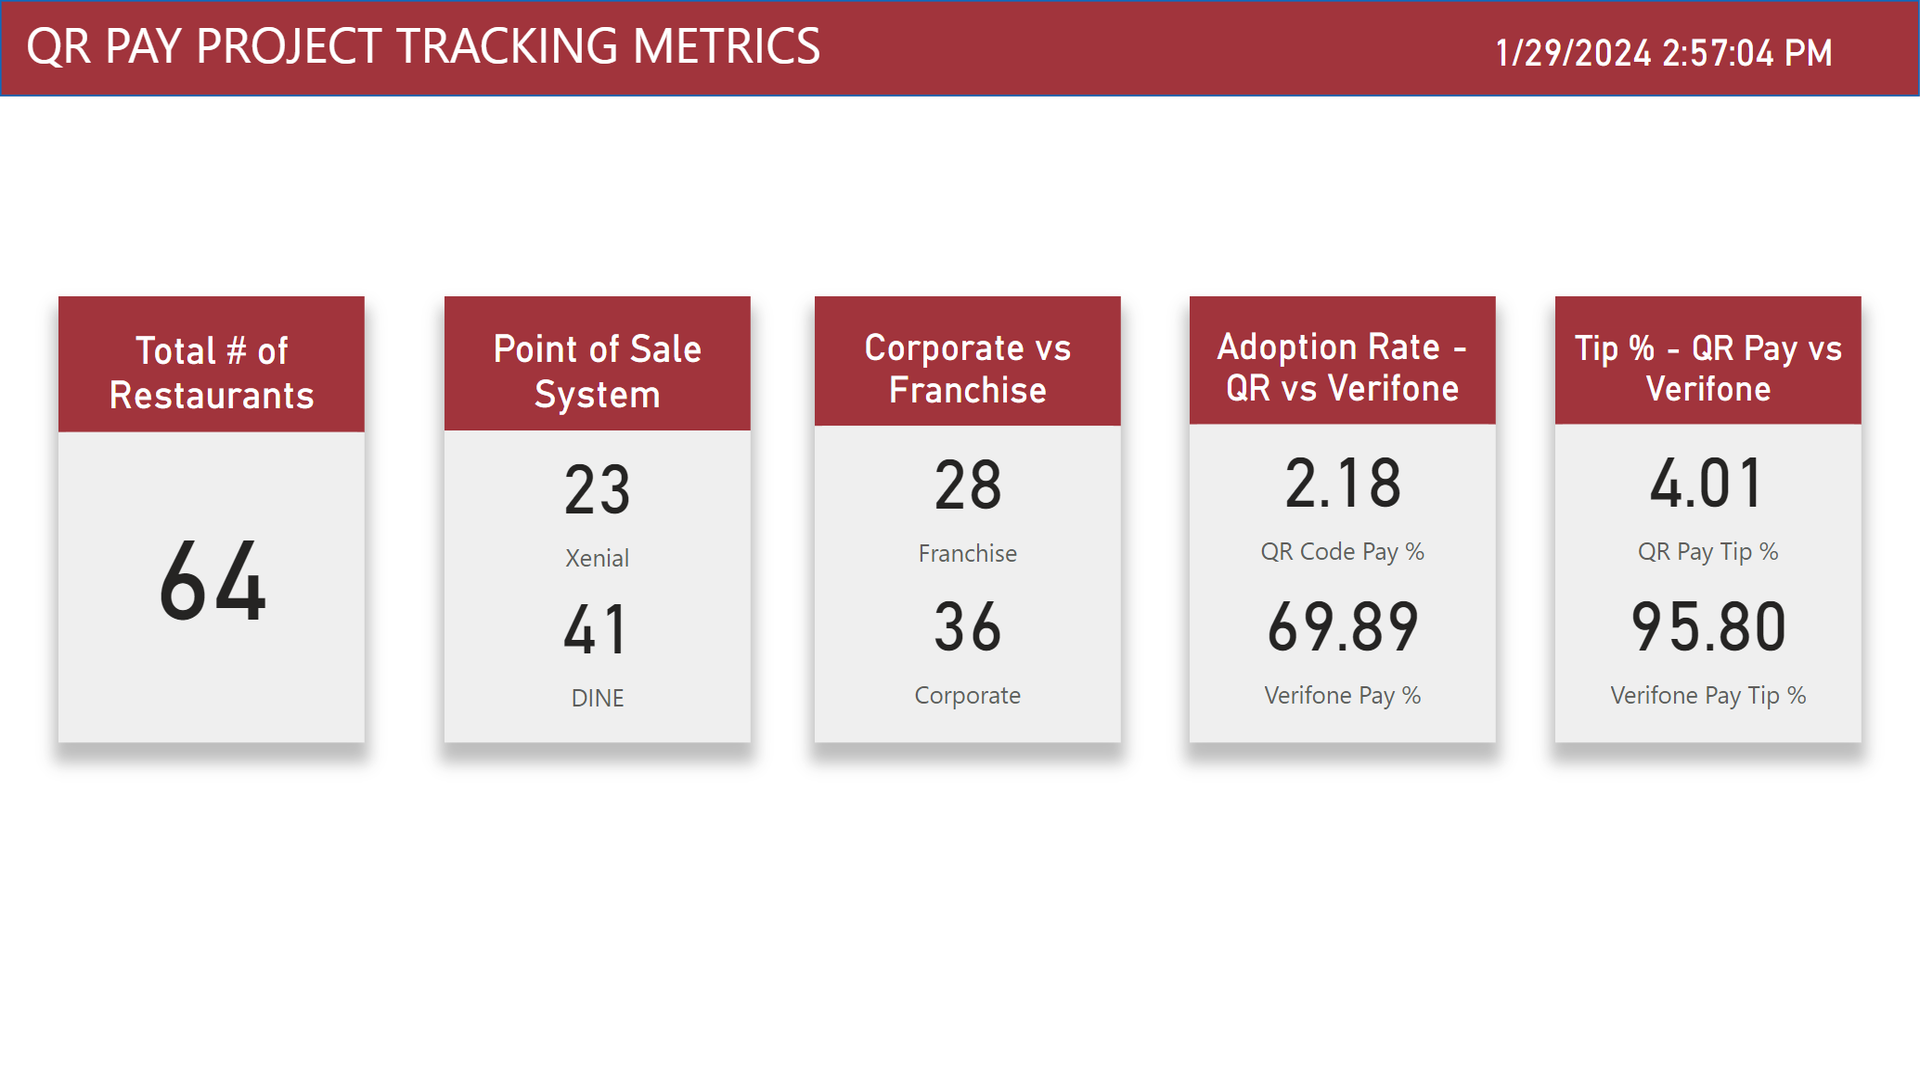 QR PAY PROJECT TRACKING METRICS
1/29/2024 2:57:04 PM
Total # of
Restaurants
64
Point of Sale
System
23
Xenial
41
DINE
Corporate vs
Franchise
28
Franchise
36
Corporate
Adoption Rate -
QR vs Verifone
2.18
QR Code Pay %
69.89
Verifone Pay %
Tip % - QR Pay vs
Verifone
4.01
QR Pay Tip %
95.80
Verifone Pay Tip %